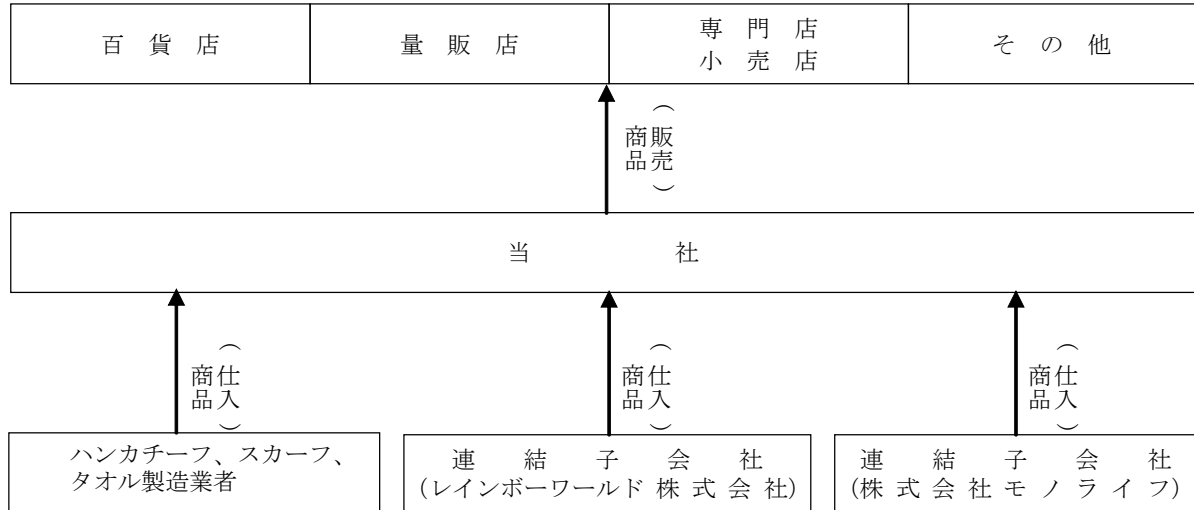 百貨店
量販店
専門店
小売店
その他
商品
(販売)
当社
商品
(仕入)
商品
(仕入)
商品
(仕入)
ハンカチーフ、スカーフ、
タオル製造業者
連結子会社
(レインボーワールド株式会社)
連結子会社
(株式会社モノライフ)